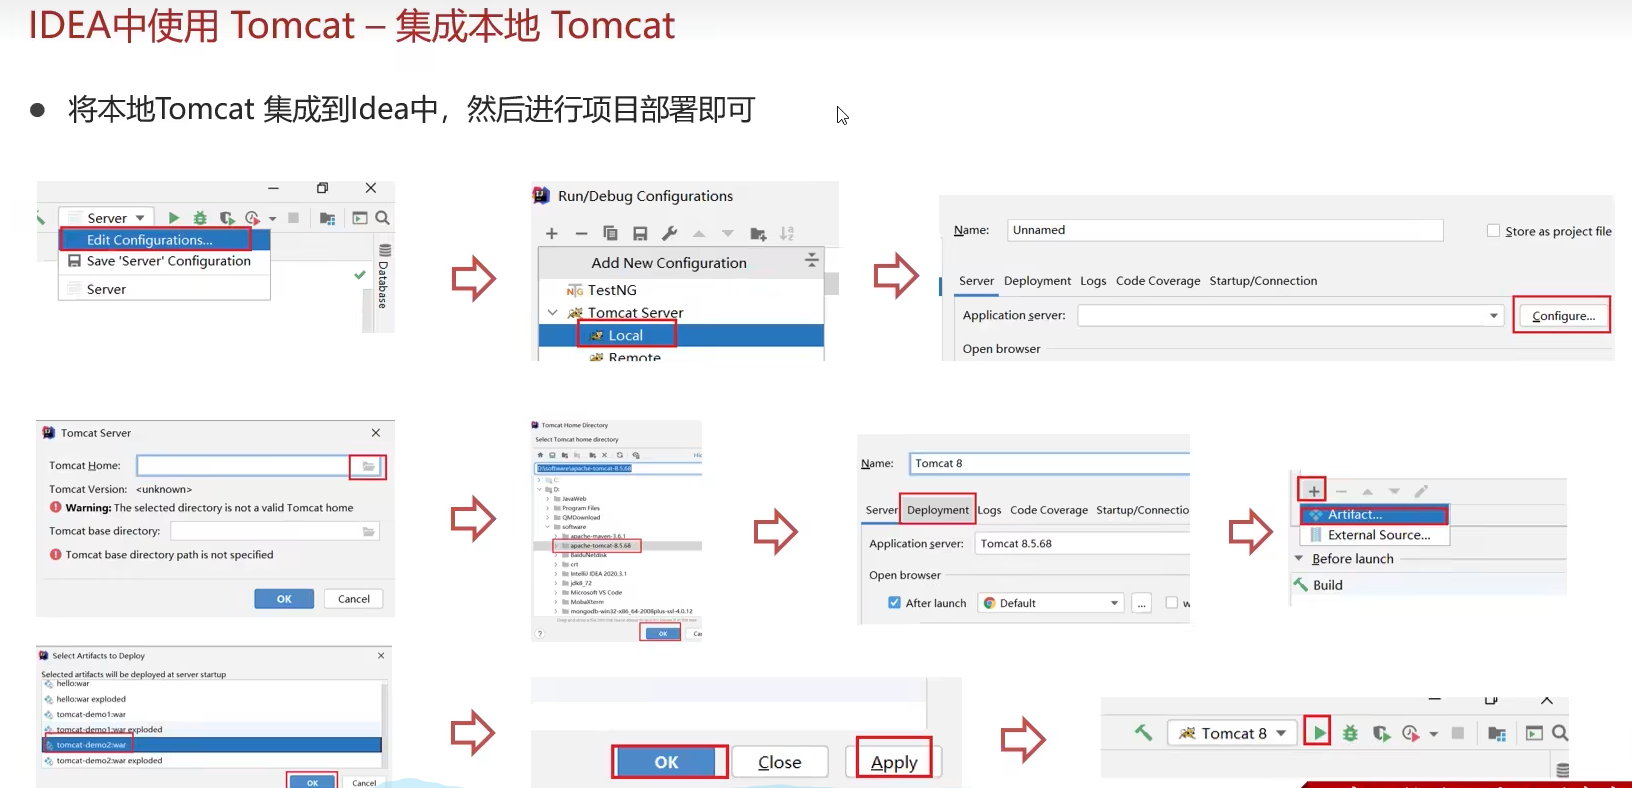 IDEA中使用 Tomcat – 集成本地 Tomcat
● 将本地Tomcat 集成到Idea中，然后进行项目部署即可
Server
Edit Configurations...
Save 'Server' Configuration
Server
Database
Run/Debug Configurations
Add New Configuration
TestNG
Tomcat Server
Local
Remote
Name: Unnamed
Store as project file
Server Deployment Logs Code Coverage Startup/Connection
Application server:
Configure...
Open browser
Tomcat Server
Tomcat Home:
Tomcat Version: <unknown>
Warning: The selected directory is not a valid Tomcat home
Tomcat base directory:
Tomcat base directory path is not specified
OK Cancel
Tomcat Home Directory
Select Tomcat home directory
D:\software\apache-tomcat-8.5.68
C:
D:
JavaWeb
Program Files
QMDownload
software
apache-maven-3.6.1
apache-tomcat-8.5.68
BaiduNetdisk
crt
IntelliJ IDEA 2020.3.1
jdk8_72
Microsoft VS Code
MobaXterm
mongodb-win32-x86_64-2008plus-ssl-4.0.12
OK
Name: Tomcat 8
Server Deployment Logs Code Coverage Startup/Connectio
Application server: Tomcat 8.5.68
Open browser
After launch Default ... w
Artifact...
External Source...
Before launch
Build
Select Artifacts to Deploy
Selected artifacts will be deployed at server startup
hello:war
hello:war exploded
tomcat-demo1:war
tomcat-demo1:war exploded
tomcat-demo2:war
tomcat-demo2:war exploded
OK Cancel
OK Close Apply
Tomcat 8